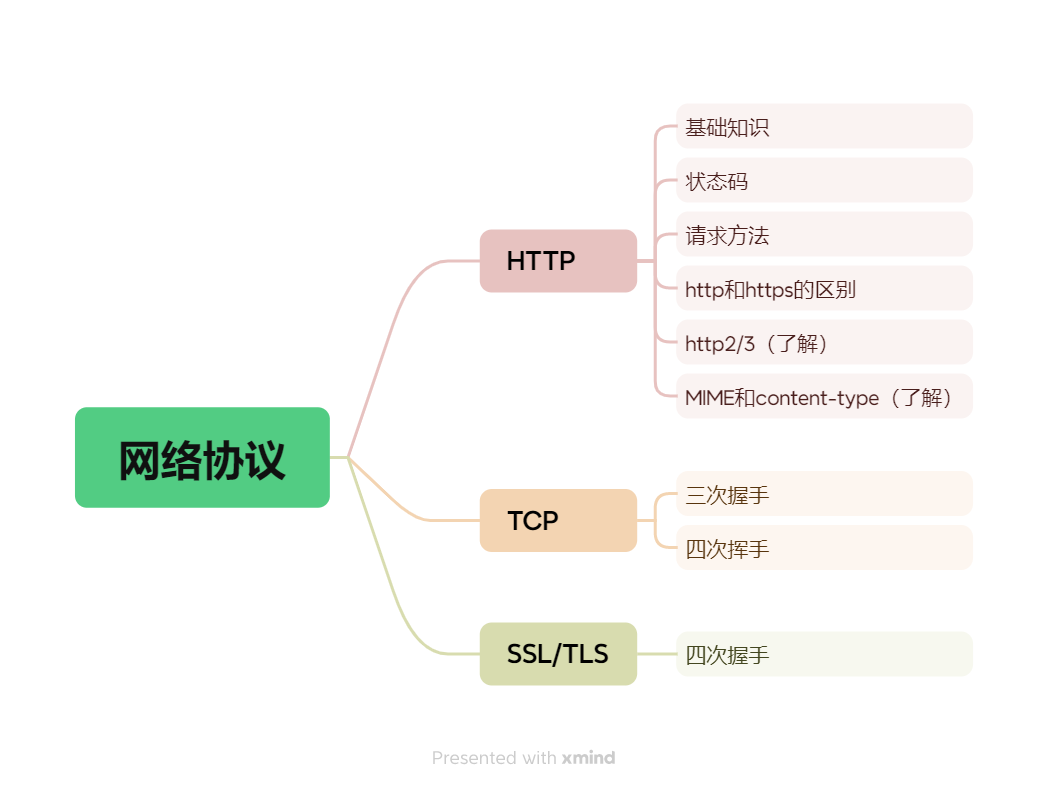 网络协议
HTTP
基础知识
状态码
请求方法
http和https的区别
http2/3（了解）
MIME和content-type（了解）
TCP
三次握手
四次挥手
SSL/TLS
四次握手
Presented with xmind